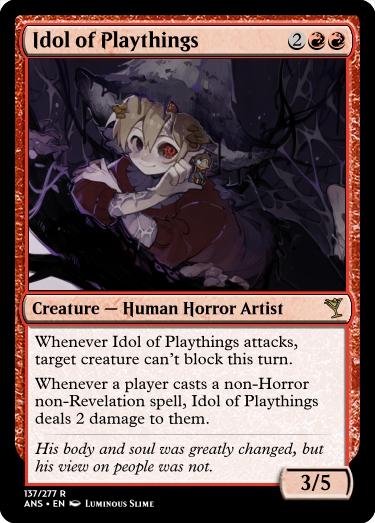 Idol of Playthings 2
Creature — Human Horror Artist
Whenever Idol of Playthings attacks,
target creature can't block this turn.
Whenever a player casts a non-Horror
non-Revelation spell, Idol of Playthings
deals 2 damage to them.
His body and soul was greatly changed, but
his view on people was not.
3/5
137/277 R
ANS • EN Luminous Slime